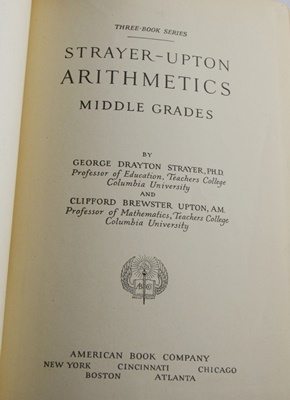 THREE-BOOK SERIES
STRAYER-UPTON
ARITHMETICS
MIDDLE GRADES
BY
GEORGE DRAYTON STRAYER, PH.D.
Professor of Education, Teachers College
Columbia University
AND
CLIFFORD BREWSTER UPTON, A.M.
Professor of Mathematics, Teachers College
Columbia University
AMERICAN BOOK COMPANY
NEW YORK CINCINNATI CHICAGO
BOSTON ATLANTA